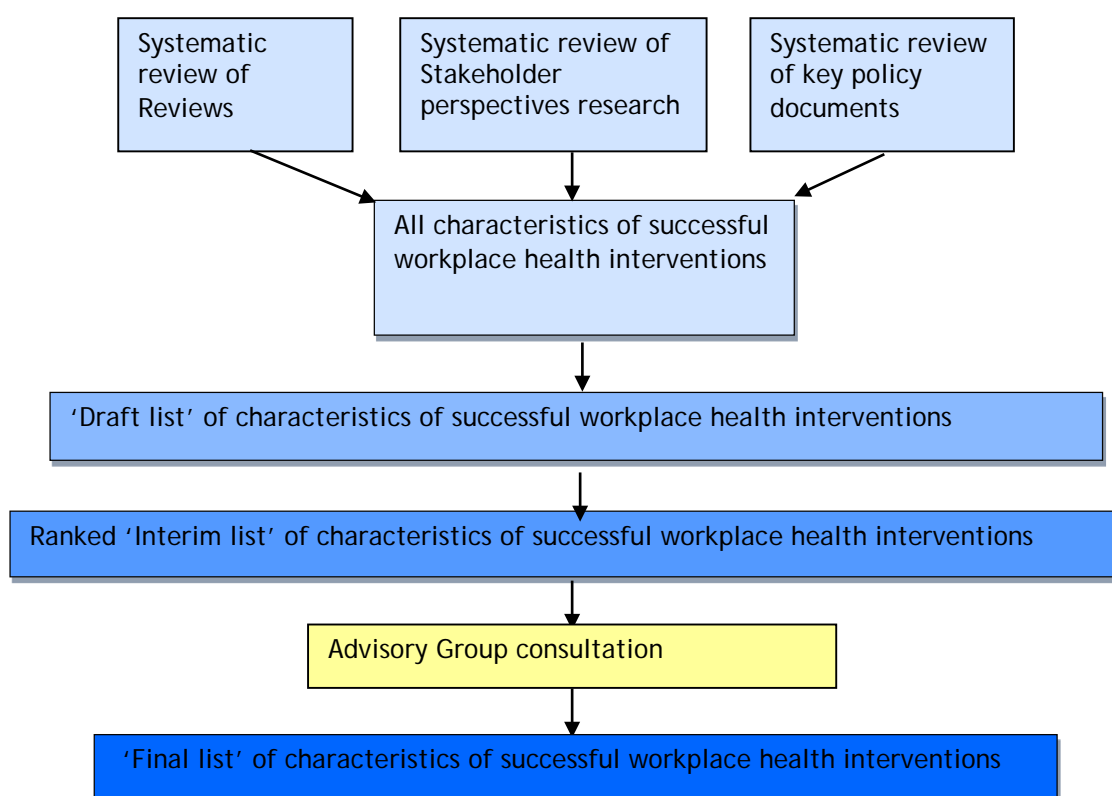 Systematic
review of
Reviews
Systematic review of
Stakeholder
perspectives research
Systematic review
of key policy
documents
All characteristics of successful
workplace health interventions
‘Draft list’ of characteristics of successful workplace health interventions
Ranked ‘Interim list’ of characteristics of successful workplace health interventions
Advisory Group consultation
‘Final list’ of characteristics of successful workplace health interventions